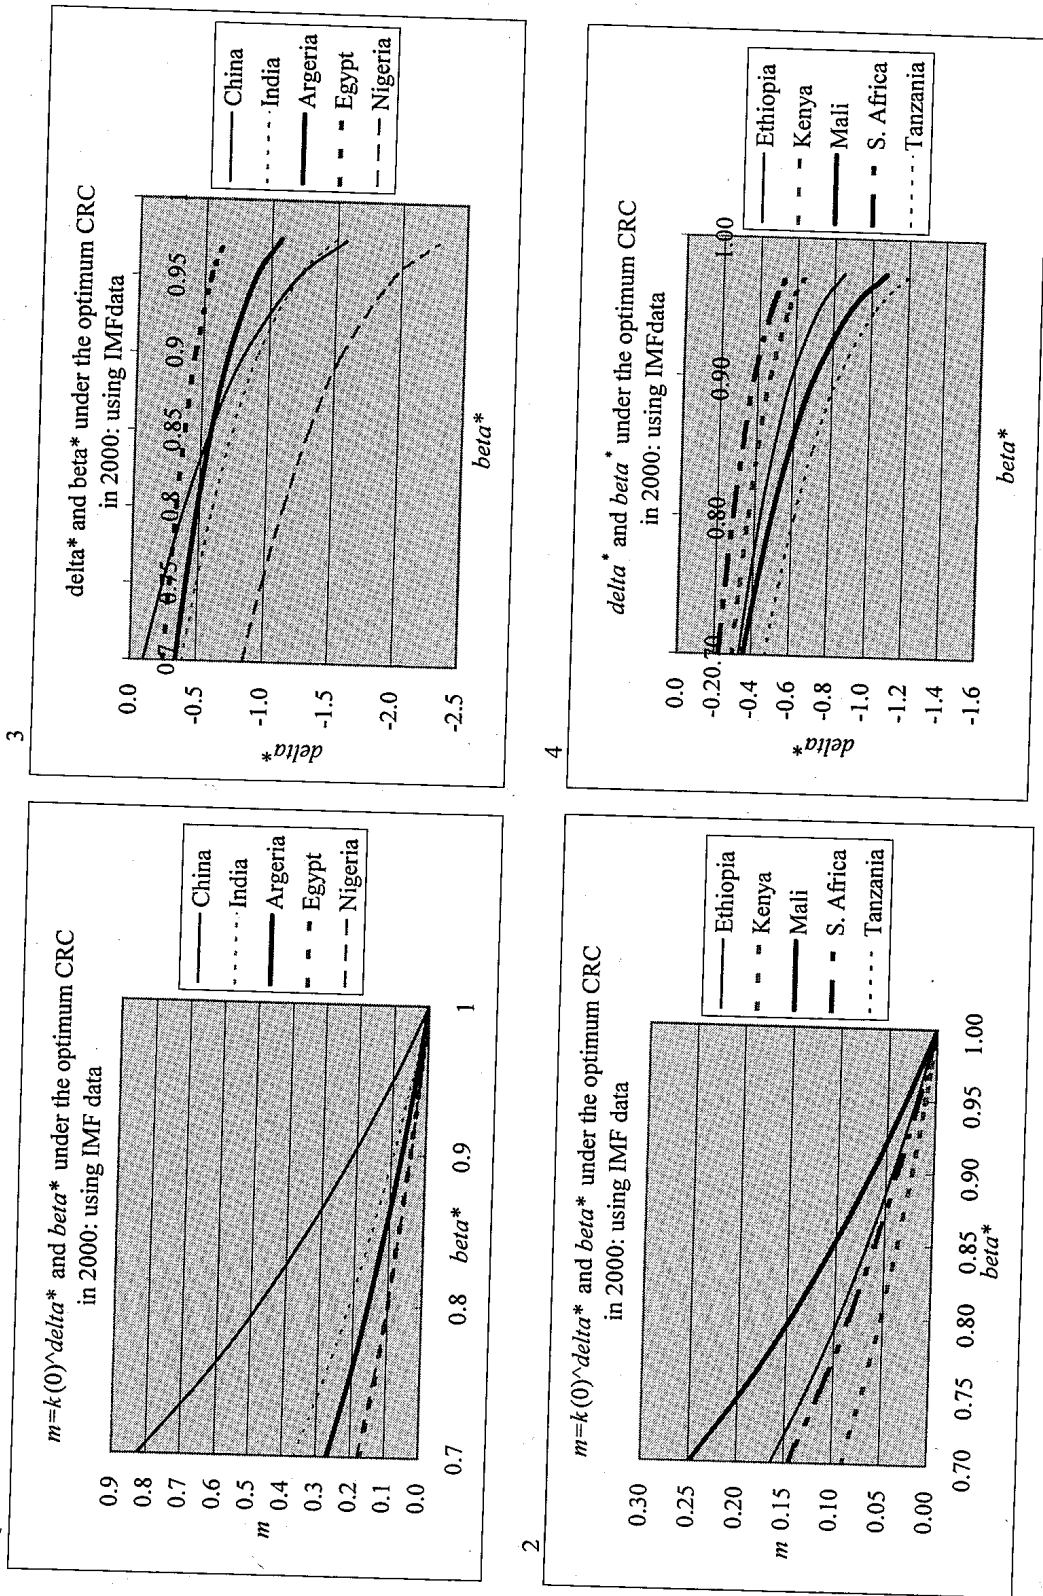 m=k(0)^delta* and beta* under the optimum CRC
in 2000: using IMF data
0.9
0.8
0.7
0.6
0.5
0.4
0.3
0.2
0.1
0.0
m
0.7
0.8
0.9
1
beta*
China
India
Argeria
Egypt
Nigeria
2
m=k(0)^delta* and beta* under the optimum CRC
in 2000: using IMF data
0.30
0.25
0.20
0.15
0.10
0.05
0.00
m
0.70
0.75
0.80
0.85
0.90
0.95
1.00
beta*
Ethiopia
Kenya
Mali
S. Africa
Tanzania
3
delta* and beta* under the optimum CRC
in 2000: using IMFdata
0.0
-0.5
-1.0
-1.5
-2.0
-2.5
delta*
0.7
0.75
0.8
0.85
0.9
0.95
beta*
China
India
Argeria
Egypt
Nigeria
4
delta* and beta* under the optimum CRC
in 2000: using IMFdata
0.0
-0.2
-0.4
-0.6
-0.8
-1.0
-1.2
-1.4
-1.6
delta*
0.70
0.80
0.90
1.00
beta*
Ethiopia
Kenya
Mali
S. Africa
Tanzania